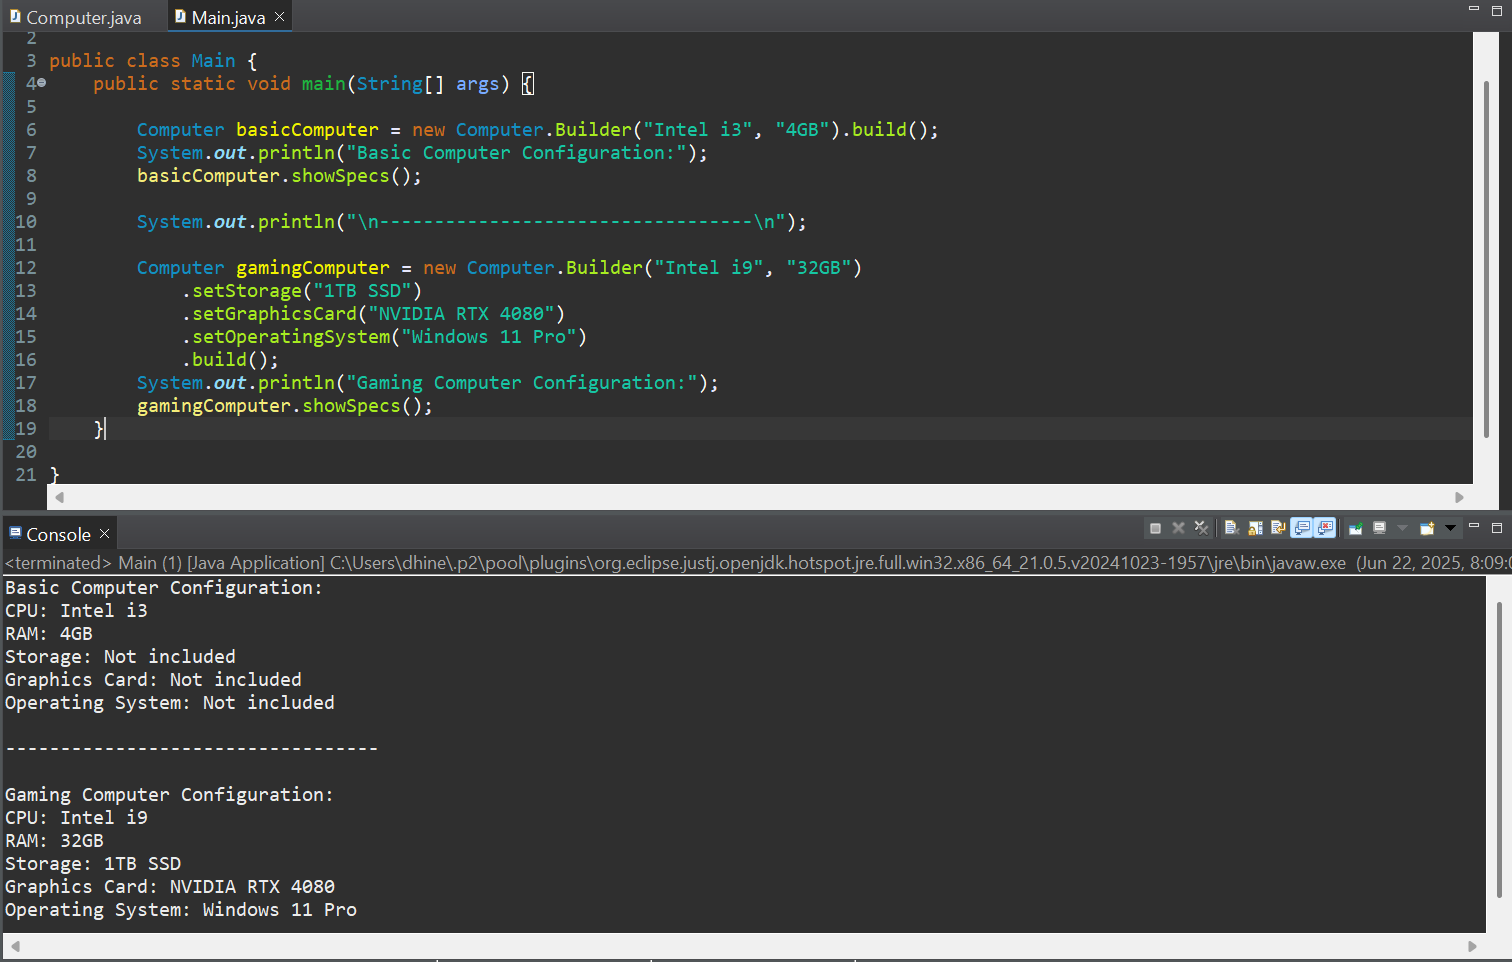 Computer.java
Main.java
2
3 public class Main {
4 public static void main(String[] args) {
5
6 Computer basicComputer = new Computer.Builder("Intel i3", "4GB").build();
7 System.out.println("Basic Computer Configuration:");
8 basicComputer.showSpecs();
9
10 System.out.println("\n----------------------------------\n");
11
12 Computer gamingComputer = new Computer.Builder("Intel i9", "32GB")
13 .setStorage("1TB SSD")
14 .setGraphicsCard("NVIDIA RTX 4080")
15 .setOperatingSystem("Windows 11 Pro")
16 .build();
17 System.out.println("Gaming Computer Configuration:");
18 gamingComputer.showSpecs();
19 }
20
21 }
Console
<terminated> Main (1) [Java Application] C:\Users\dhine\.p2\pool\plugins\org.eclipse.justj.openjdk.hotspot.jre.full.win32.x86_64_21.0.5.v20241023-1957\jre\bin\javaw.exe (Jun 22, 2025, 8:09:0
Basic Computer Configuration:
CPU: Intel i3
RAM: 4GB
Storage: Not included
Graphics Card: Not included
Operating System: Not included
----------------------------------
Gaming Computer Configuration:
CPU: Intel i9
RAM: 32GB
Storage: 1TB SSD
Graphics Card: NVIDIA RTX 4080
Operating System: Windows 11 Pro